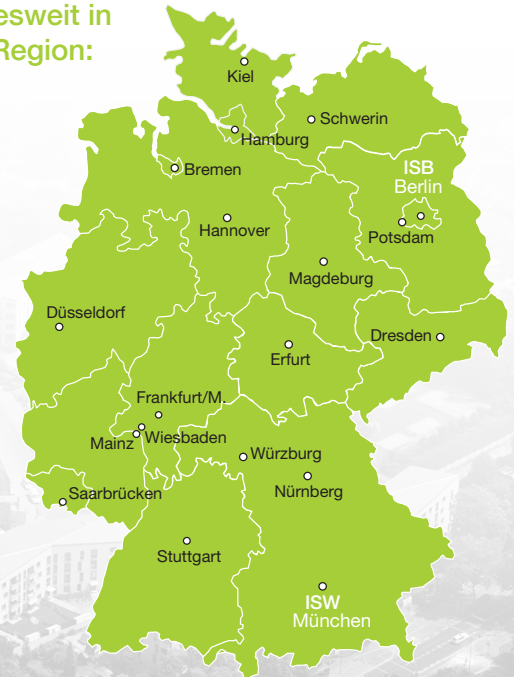 esweit in
Region:
Kiel
Schwerin
Hamburg
Bremen
ISB
Berlin
Hannover
Potsdam
Magdeburg
Düsseldorf
Dresden
Erfurt
Frankfurt/M.
Mainz
Wiesbaden
Würzburg
Saarbrücken
Nürnberg
Stuttgart
ISW
München